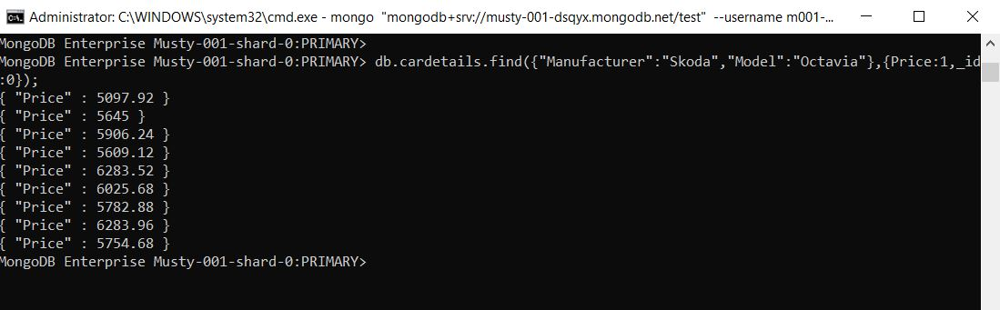 Administrator: C:\WINDOWS\system32\cmd.exe - mongo "mongodb+srv://musty-001-dsqyx.mongodb.net/test" --username m001-...
MongoDB Enterprise Musty-001-shard-0:PRIMARY>
MongoDB Enterprise Musty-001-shard-0:PRIMARY> db.cardetails.find({"Manufacturer":"Skoda","Model":"Octavia"},{Price:1,_id
:0});
{ "Price" : 5097.92 }
{ "Price" : 5645 }
{ "Price" : 5906.24 }
{ "Price" : 5609.12 }
{ "Price" : 6283.52 }
{ "Price" : 6025.68 }
{ "Price" : 5782.88 }
{ "Price" : 6283.96 }
{ "Price" : 5754.68 }
MongoDB Enterprise Musty-001-shard-0:PRIMARY>